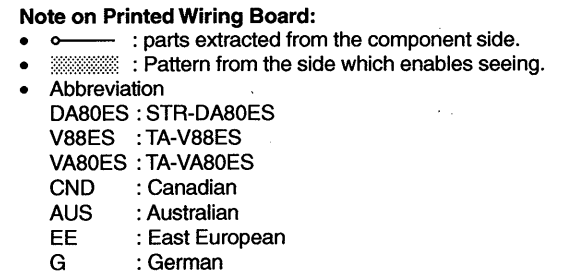 Note on Printed Wiring Board:
• : parts extracted from the component side.
• : Pattern from the side which enables seeing.
• Abbreviation
DA80ES : STR-DA80ES
V88ES : TA-V88ES
VA80ES : TA-VA80ES
CND : Canadian
AUS : Australian
EE : East European
G : German